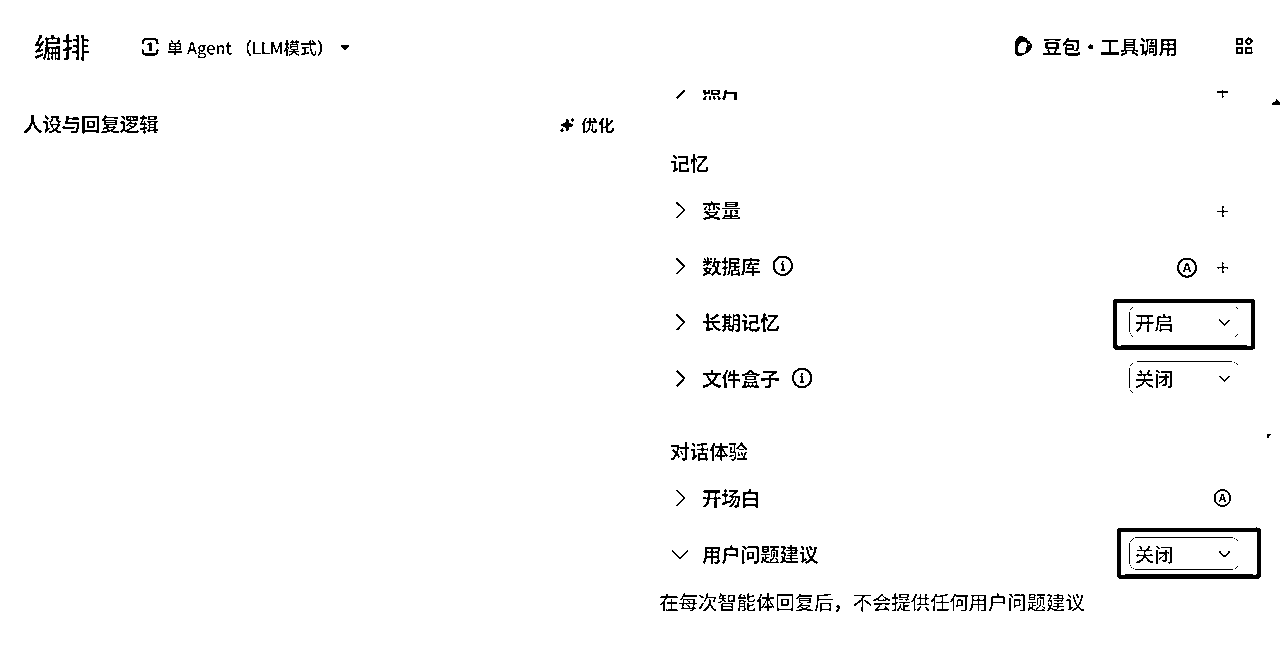 编排
单 Agent （LLM模式）
豆包・工具调用
人设与回复逻辑
优化
照片
记忆
变量
数据库
长期记忆
开启
文件盒子
关闭
对话体验
开场白
用户问题建议
关闭
在每次智能体回复后，不会提供任何用户问题建议